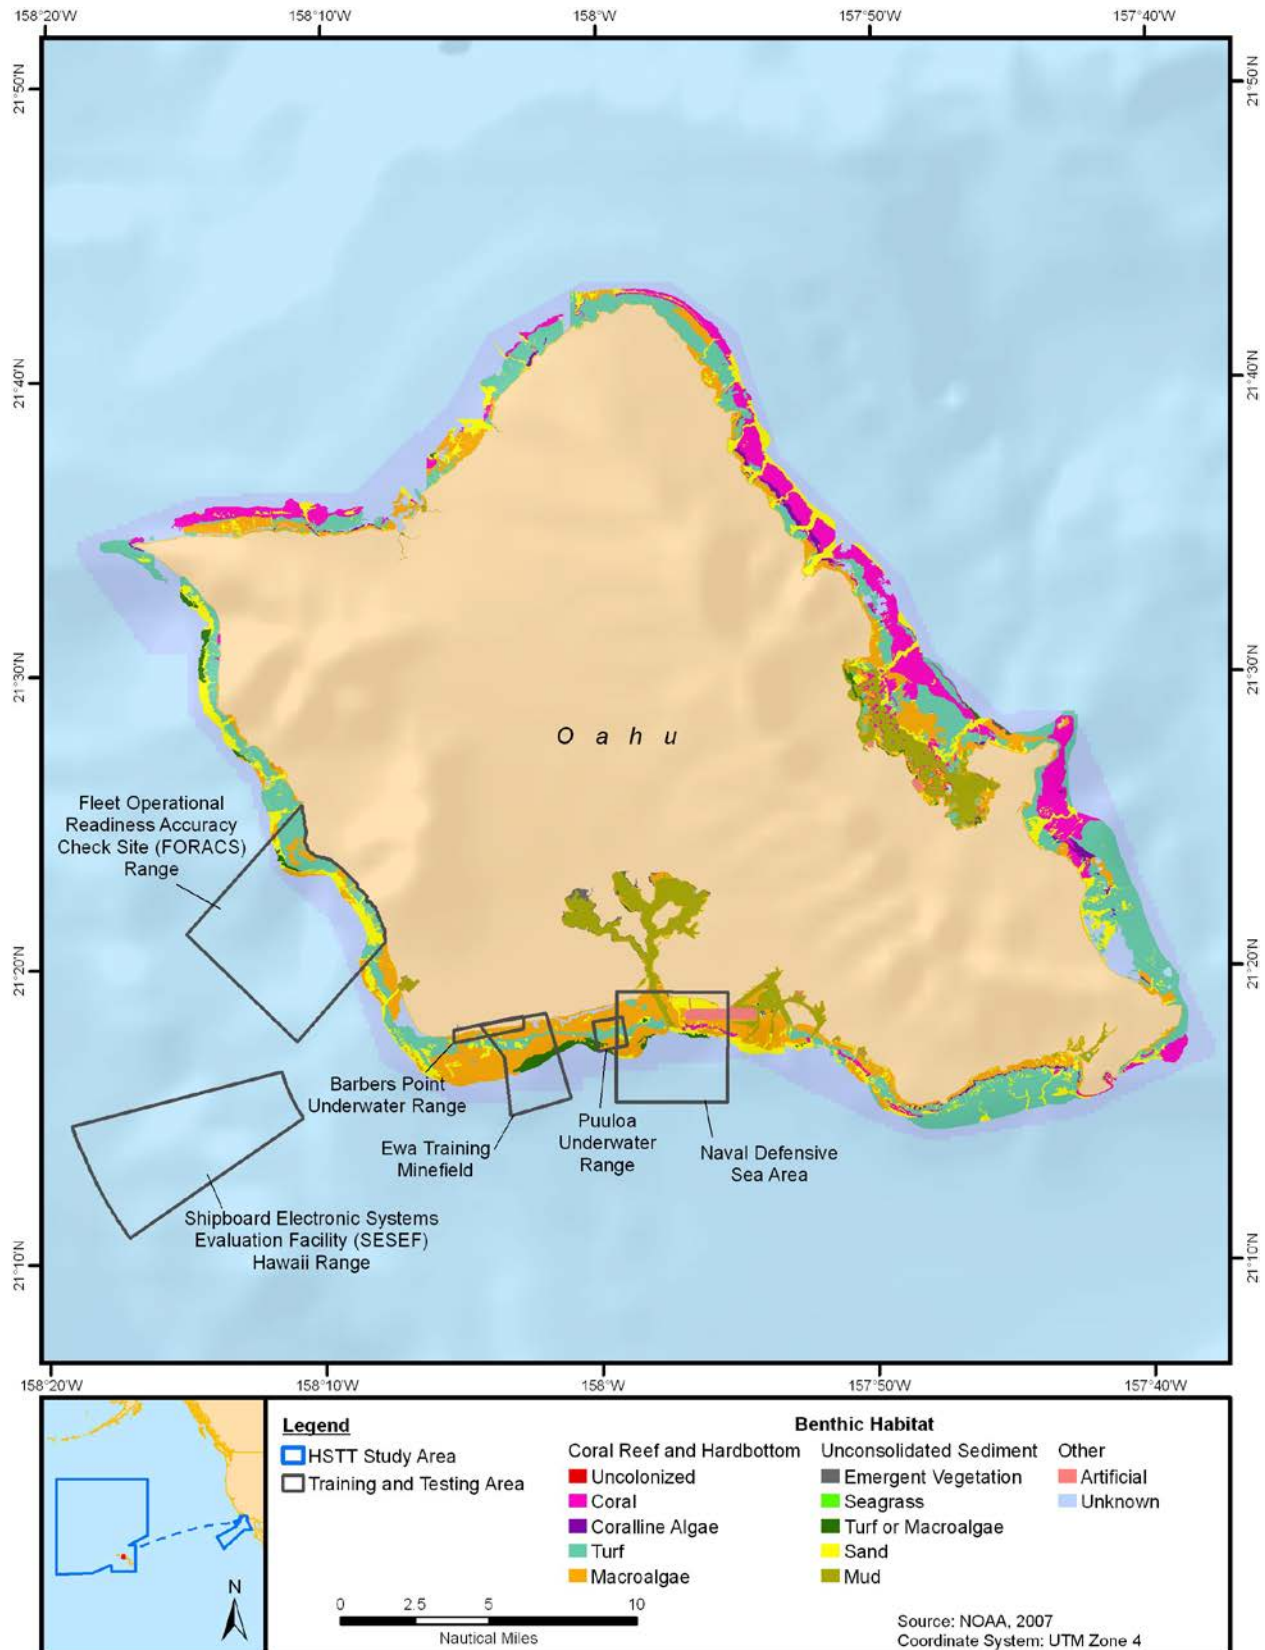 158°20'W 158°10'W 158°W 157°50'W 157°40'W
21°50'N 21°50'N
21°40'N 21°40'N
21°30'N 21°30'N
Oahu
Fleet Operational
Readiness Accuracy
Check Site (FORACS)
Range
21°20'N 21°20'N
Barbers Point
Underwater Range
Ewa Training
Minefield
Puuloa
Underwater
Range
Naval Defensive
Sea Area
Shipboard Electronic Systems
Evaluation Facility (SESEF)
Hawaii Range
21°10'N 21°10'N
158°20'W 158°10'W 158°W 157°50'W 157°40'W
Legend
HSTT Study Area
Training and Testing Area
Benthic Habitat
Coral Reef and Hardbottom
Uncolonized
Coral
Coralline Algae
Turf
Macroalgae
Unconsolidated Sediment
Emergent Vegetation
Seagrass
Turf or Macroalgae
Sand
Mud
Other
Artificial
Unknown
N
0 2.5 5 10
Nautical Miles
Source: NOAA, 2007
Coordinate System: UTM Zone 4